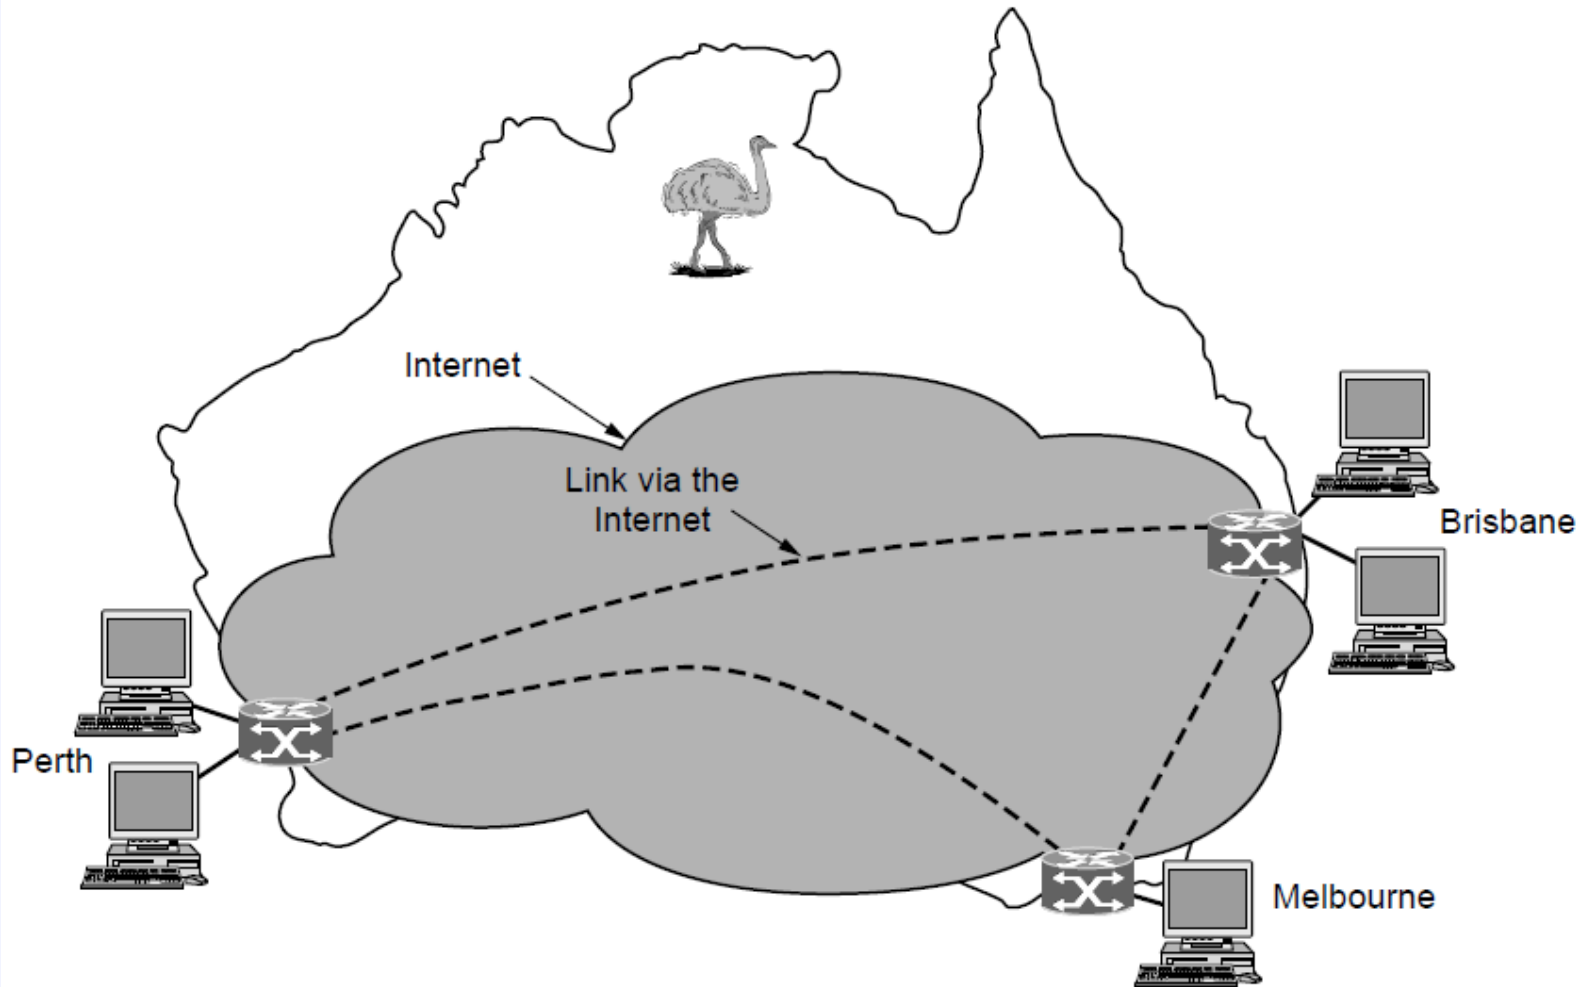 Internet
Link via the
Internet
Brisbane
Perth
Melbourne